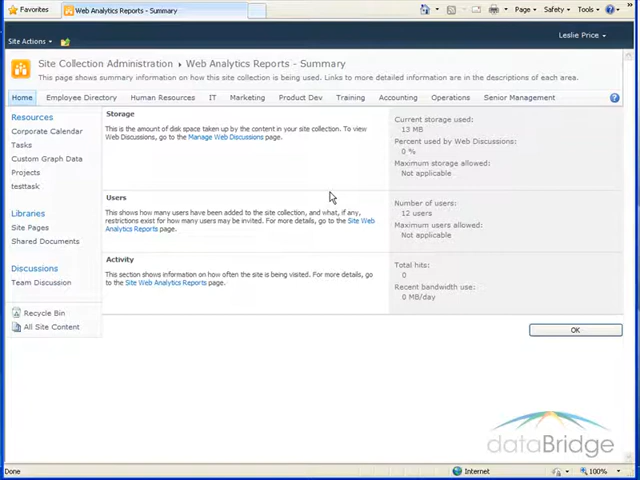 Favorites
Web Analytics Reports - Summary
Page
Safety
Tools
Site Actions
Leslie Price
Site Collection Administration
Web Analytics Reports - Summary
This page shows summary information on how this site collection is being used. Links to more detailed information are in the descriptions of each area.
Home
Employee Directory
Human Resources
IT
Marketing
Product Dev
Training
Accounting
Operations
Senior Management
Resources
Corporate Calendar
Tasks
Custom Graph Data
Projects
testtask
Libraries
Site Pages
Shared Documents
Discussions
Team Discussion
Recycle Bin
All Site Content
Storage
This is the amount of disk space taken up by the content in your site collection. To view
Web Discussions, go to the Manage Web Discussions page.
Current storage used:
13 MB
Percent used by Web Discussions:
0 %
Maximum storage allowed:
Not applicable
Users
This shows how many users have been added to the site collection, and what, if any,
restrictions exist for how many users may be invited. For more details, go to the Site Web
Analytics Reports page.
Number of users:
12 users
Maximum users allowed:
Not applicable
Activity
This section shows information on how often the site is being visited. For more details, go
to the Site Web Analytics Reports page.
Total hits:
0
Recent bandwidth use:
0 MB/day
OK
dataBridge
Done
Internet
100%